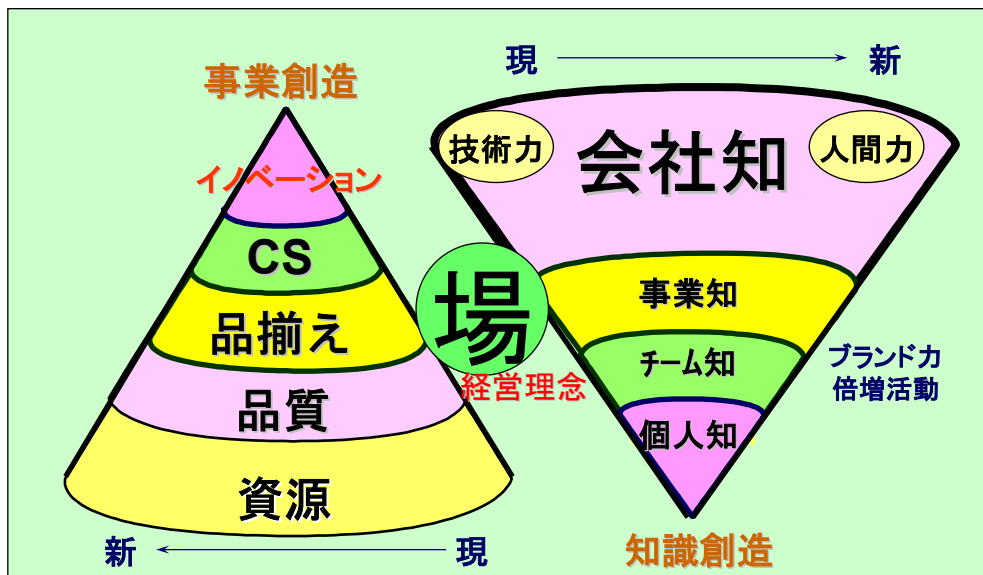 事業創造
イノベーション
CS
品揃え
品質
資源
新
現
場
経営理念
現
新
技術力
会社知
人間力
事業知
チーム知
個人知
ブランド力
倍増活動
知識創造